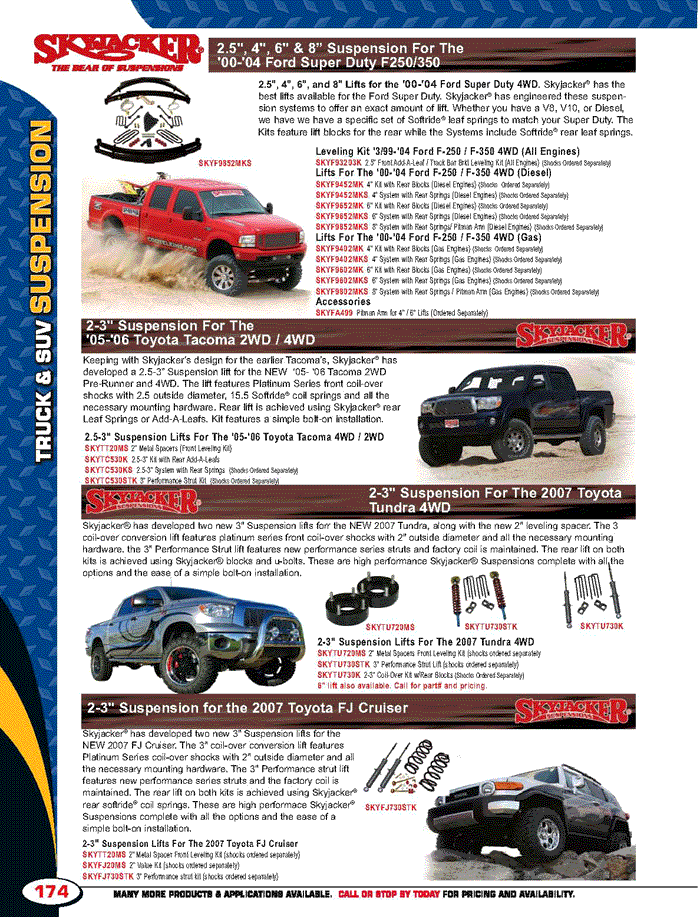 SKYJACKER®
THE BEAR OF SUSPENSIONS
2.5", 4", 6" & 8" Suspension For The
'00-'04 Ford Super Duty F250/350
2.5", 4", 6", and 8" Lifts for the '00-'04 Ford Super Duty 4WD. Skyjacker® has the
best lifts available for the Ford Super Duty. Skyjacker® has engineered these suspen-
sion systems to offer an exact amount of lift. Whether you have a V8, V10, or Diesel,
we have we have a specific set of Softride® leaf springs to match your Super Duty. The
Kits feature lift blocks for the rear while the Systems include Softride® rear leaf springs.
SKYF9852MKS
Leveling Kit '3/99-'04 Ford F-250 / F-350 4WD (All Engines)
SKYF93203K 2.5" Front Add-A-Leaf / Track Bar Brkt Leveling Kit (All Engines) (Shocks Ordered Separately)
Lifts For The '00-'04 Ford F-250 / F-350 4WD (Diesel)
SKYF9452MK 4" Kit with Rear Blocks (Diesel Engines) (Shocks Ordered Separately)
SKYF9452MKS 4" System with Rear Springs (Diesel Engines) (Shocks Ordered Separately)
SKYF9652MK 6" Kit with Rear Blocks (Diesel Engines) (Shocks Ordered Separately)
SKYF9652MKS 6" System with Rear Springs (Diesel Engines) (Shocks Ordered Separately)
SKYF9852MKS 8" System with Rear Springs/ Pitman Arm (Diesel Engines) (Shocks Ordered Separately)
Lifts For The '00-'04 Ford F-250 / F-350 4WD (Gas)
SKYF9402MK 4" Kit with Rear Blocks (Gas Engines) (Shocks Ordered Separately)
SKYF9402MKS 4" System with Rear Springs (Gas Engines) (Shocks Ordered Separately)
SKYF9602MK 6" Kit with Rear Blocks (Gas Engines) (Shocks Ordered Separately)
SKYF9602MKS 6" System with Rear Springs (Gas Engines) (Shocks Ordered Separately)
SKYF9802MKS 8" System with Rear Springs / Pitman Arm (Gas Engines) (Shocks Ordered Separately)
Accessories
SKYFA499 Pitman Arm for 4" / 6" Lifts (Ordered Separately)
TRUCK & SUV SUSPENSION
2-3" Suspension For The
'05-'06 Toyota Tacoma 2WD / 4WD
SKYJACKER®
SUSPENSIONS
Keeping with Skyjacker's design for the earlier Tacoma's, Skyjacker® has
developed a 2.5-3" Suspension lift for the NEW '05- '06 Tacoma 2WD
Pre-Runner and 4WD. The lift features Platinum Series front coil-over
shocks with 2.5 outside diameter, 15.5 Softride® coil springs and all the
necessary mounting hardware. Rear lift is achieved using Skyjacker® rear
Leaf Springs or Add-A-Leafs. Kit features a simple bolt-on installation.
2.5-3" Suspension Lifts For The '05-'06 Toyota Tacoma 4WD / 2WD
SKYTT20MS 2" Metal Spacers (Front Leveling Kit)
SKYTC530K 2.5-3" Kit with Rear Add-A-Leafs
SKYTC530KS 2.5-3" System with Rear Springs (Shocks Ordered Separately)
SKYTC530STK 3" Performance Strut Kit (Shocks Ordered Separately)
SKYJACKER®
SUSPENSIONS
2-3" Suspension For The 2007 Toyota
Tundra 4WD
Skyjacker® has developed two new 3" Suspension lifts forr the NEW 2007 Tundra, along with the new 2" leveling spacer. The 3
coil-over conversion lift features platinum series front coil-over shocks with 2" outside diameter and all the necessary mounting
hardware. the 3" Performance Strut lift features new performance series struts and factory coil is maintained. The rear lift on both
kits is achieved using Skyjacker® blocks and u-bolts. These are high performance Skyjacker® Suspensions complete with all,the
options and the ease of a simple bolt-on installation.
SKYTU720MS
SKYTU730STK
SKYTU730K
2-3" Suspension Lifts For The 2007 Tundra 4WD
SKYTU720MS 2" Metal Spacers Front Leveling Kit (shocks ordered separately
SKYTU730STK 3" Performance Strut Lift (shocks ordered separately)
SKYTU730K 2-3" Coil-Over Kit w/Rear Blocks (Shocks Ordered Separately)
6" lift also available. Call for part# and pricing.
2-3" Suspension for the 2007 Toyota FJ Cruiser
SKYJACKER®
SUSPENSIONS
Skyjacker® has developed two new 3" Suspension lifts for the
NEW 2007 FJ Cruiser. The 3" coil-over conversion lift features
Platinum Series coil-over shocks with 2" outside diameter and all
the necessary mounting hardware. The 3" Performance strut lift
features new performance series struts and the factory coil is
maintained. The rear lift on both kits is achieved using Skyjacker®
rear softride® coil springs. These are high performace Skyjacker®
Suspensions complete with all the options and the ease of a
simple bolt-on installation.
SKYFJ730STK
2-3" Suspension Lifts For The 2007 Toyota FJ Cruiser
SKYTT20MS 2" Metal Spacer Front Leveling Kit (shocks ordered separately)
SKYFJ20MS 2" Value Kit (shocks ordered separately)
SKYFJ730STK 3" Performance strut kit (shocks ordered separately)
174
MANY MORE PRODUCTS & APPLICATIONS AVAILABLE. CALL OR STOP BY TODAY FOR PRICING AND AVAILABILITY.